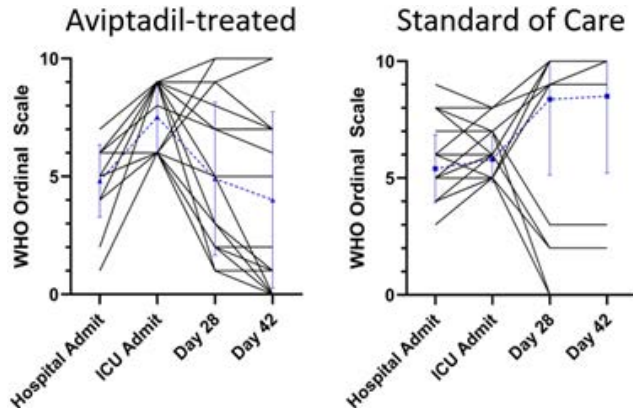 Aviptadil-treated
10
5
0
WHO Ordinal Scale
Hospital Admit
ICU Admit
Day 28
Day 42
Standard of Care
10
5
0
WHO Ordinal Scale
Hospital Admit
ICU Admit
Day 28
Day 42